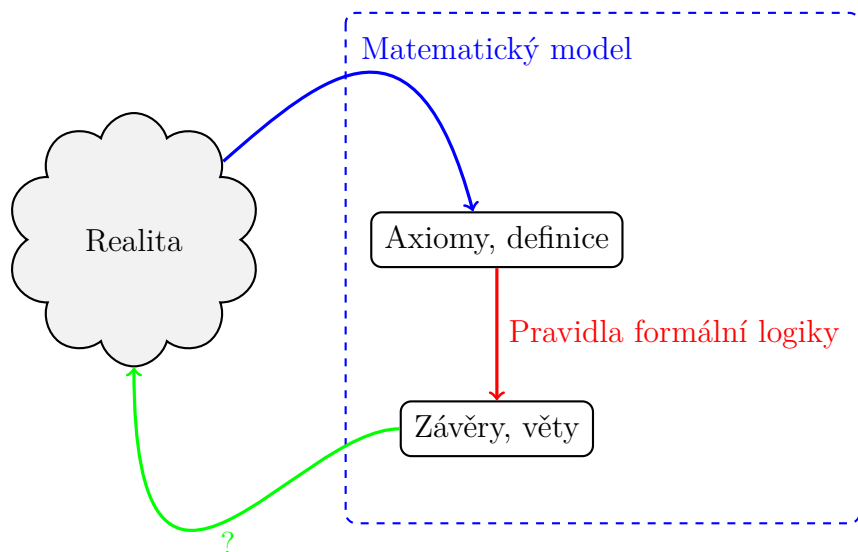 Matematický model
Realita
Axiomy, definice
Pravidla formální logiky
Závěry, věty
?